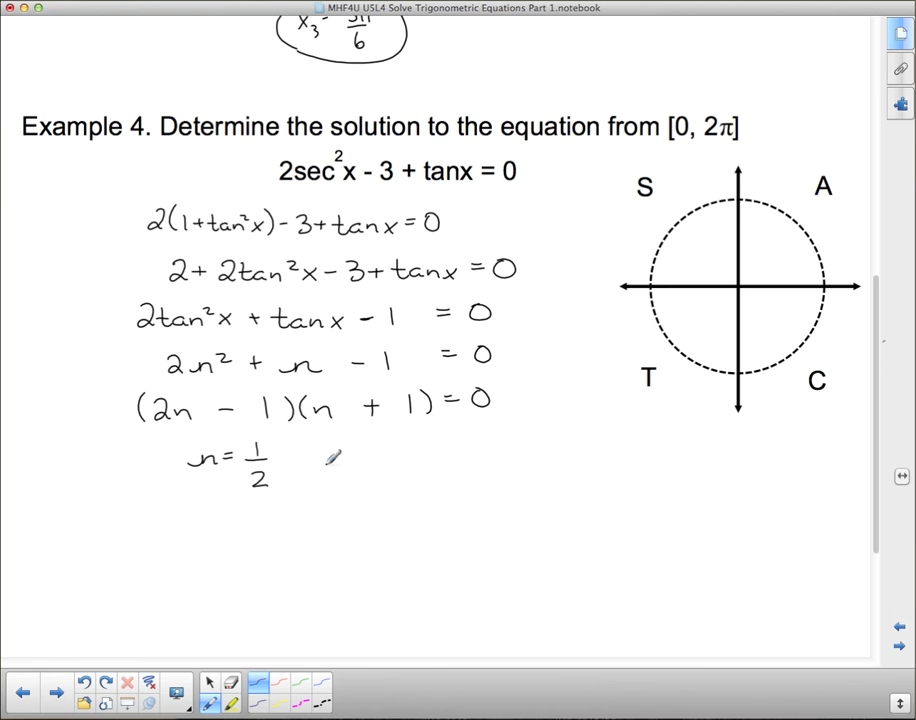 MHF4U U5L4 Solve Trigonometric Equations Part 1.notebook
6
Example 4. Determine the solution to the equation from [0, 2π]
2sec²x - 3 + tanx = 0
S A
2(1+tan²x) - 3 + tanx = 0
2 + 2tan²x - 3 + tanx = 0
2tan²x + tanx - 1 = 0
2n² + n - 1 = 0
T C
(2n - 1)(n + 1) = 0
n = 1/2